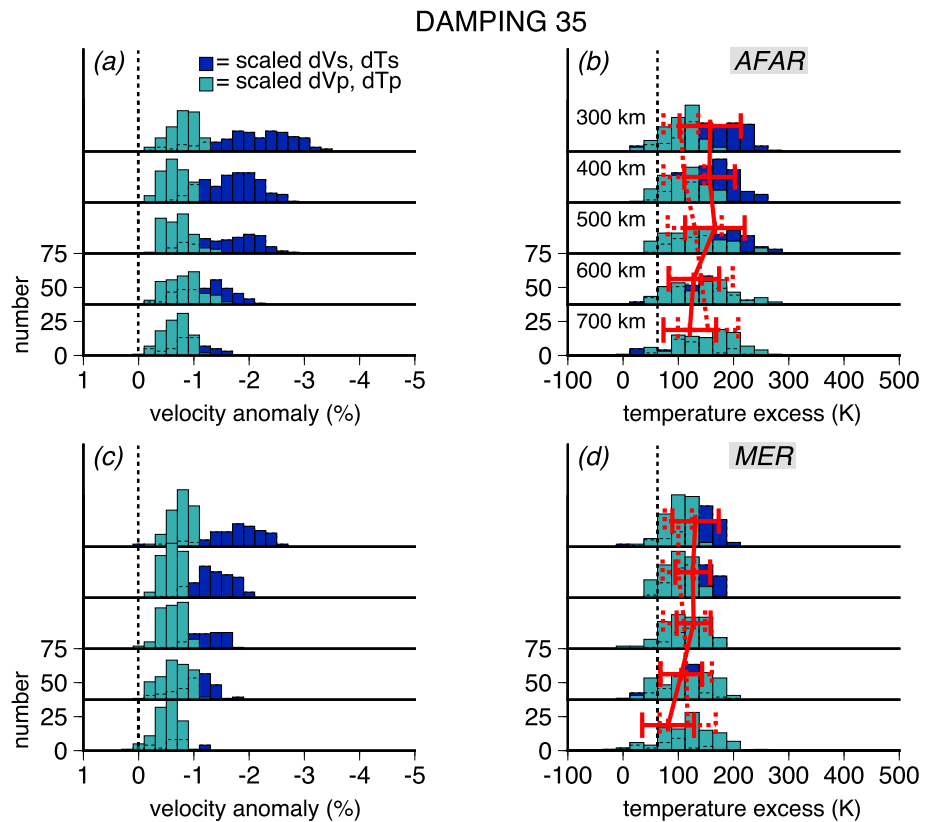 DAMPING 35
(a)
= scaled dVs, dTs
= scaled dVp, dTp
(b)
AFAR
300 km
400 km
500 km
600 km
700 km
75
50
25
0
number
75
50
25
0
1 0 -1 -2 -3 -4 -5
velocity anomaly (%)
-100 0 100 200 300 400 500
temperature excess (K)
(c)
(d)
MER
75
50
25
0
number
75
50
25
0
1 0 -1 -2 -3 -4 -5
velocity anomaly (%)
-100 0 100 200 300 400 500
temperature excess (K)